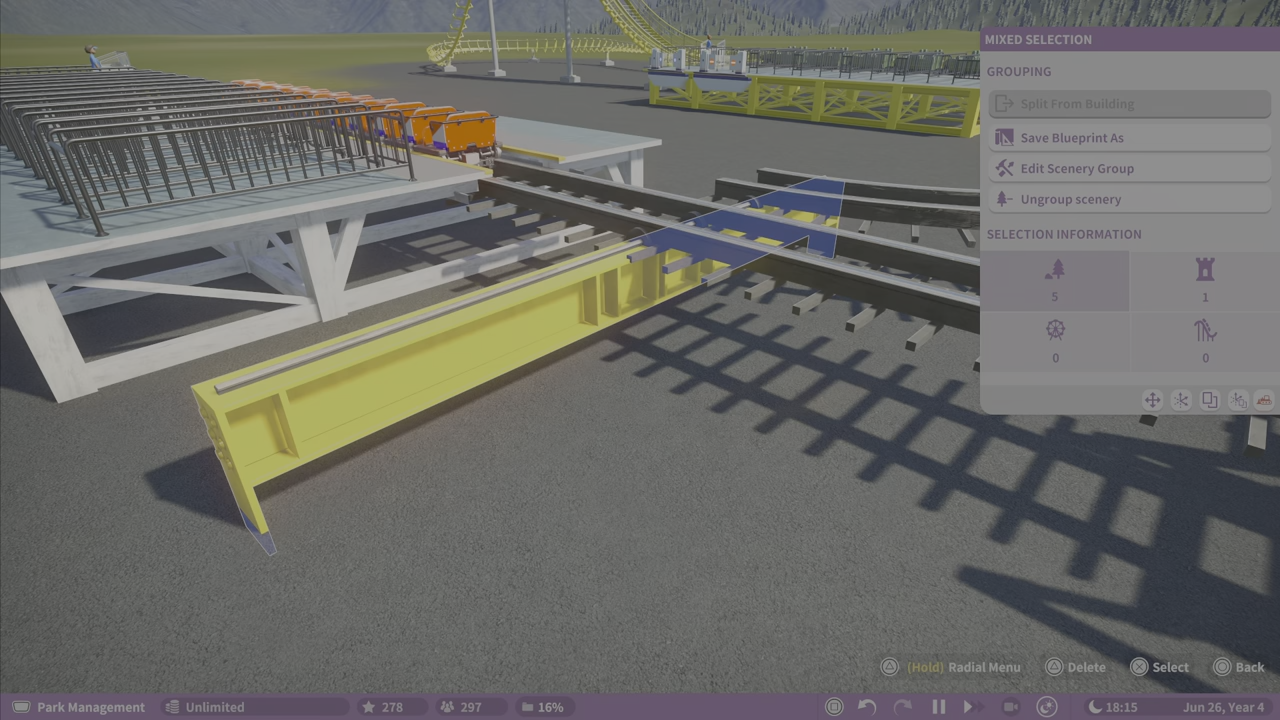 MIXED SELECTION
GROUPING
Split From Building
Save Blueprint As
Edit Scenery Group
Ungroup scenery
SELECTION INFORMATION
5 1
0 0
(Hold) Radial Menu Delete Select Back
Park Management Unlimited 278 297 16% 18:15 Jun 26, Year 4